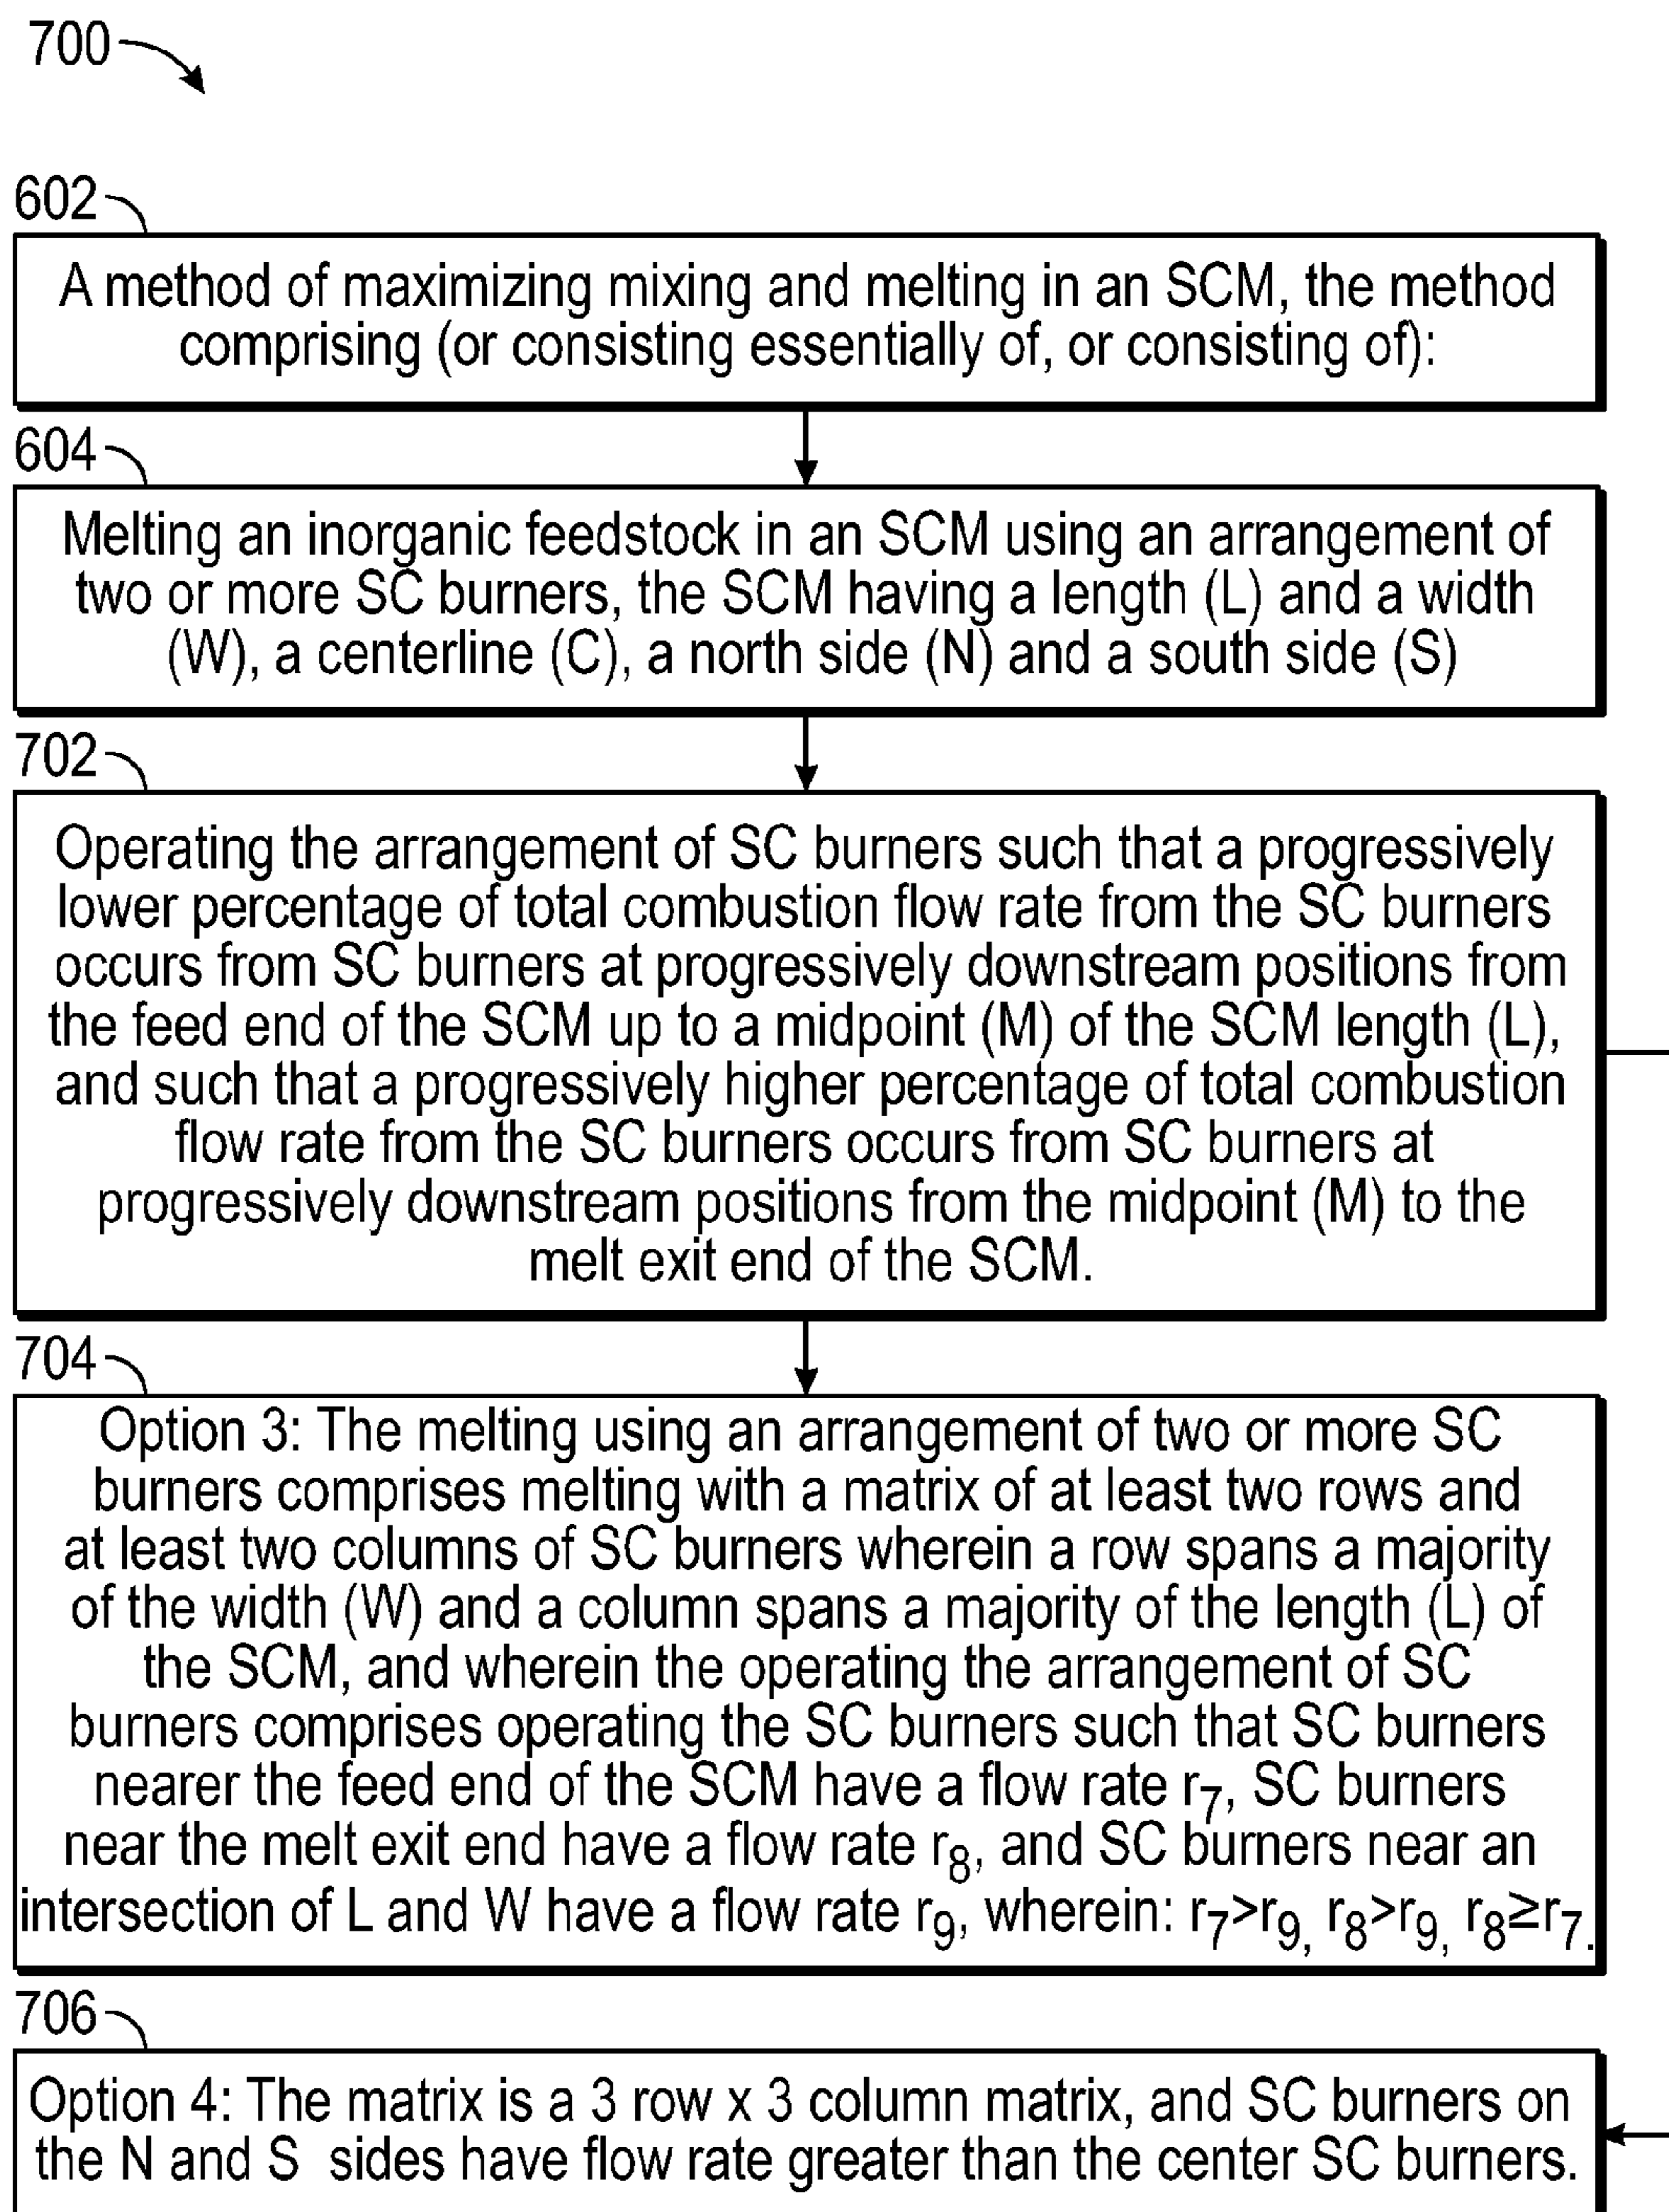 700
602
A method of maximizing mixing and melting in an SCM, the method
comprising (or consisting essentially of, or consisting of):
604
Melting an inorganic feedstock in an SCM using an arrangement of
two or more SC burners, the SCM having a length (L) and a width
(W), a centerline (C), a north side (N) and a south side (S)
702
Operating the arrangement of SC burners such that a progressively
lower percentage of total combustion flow rate from the SC burners
occurs from SC burners at progressively downstream positions from
the feed end of the SCM up to a midpoint (M) of the SCM length (L),
and such that a progressively higher percentage of total combustion
flow rate from the SC burners occurs from SC burners at
progressively downstream positions from the midpoint (M) to the
melt exit end of the SCM.
704
Option 3: The melting using an arrangement of two or more SC
burners comprises melting with a matrix of at least two rows and
at least two columns of SC burners wherein a row spans a majority
of the width (W) and a column spans a majority of the length (L) of
the SCM, and wherein the operating the arrangement of SC
burners comprises operating the SC burners such that SC burners
nearer the feed end of the SCM have a flow rate r₇, SC burners
near the melt exit end have a flow rate r₈, and SC burners near an
intersection of L and W have a flow rate r₉, wherein: r₇>r₉, r₈>r₉, r₈≥r₇.
706
Option 4: The matrix is a 3 row x 3 column matrix, and SC burners on
the N and S sides have flow rate greater than the center SC burners.